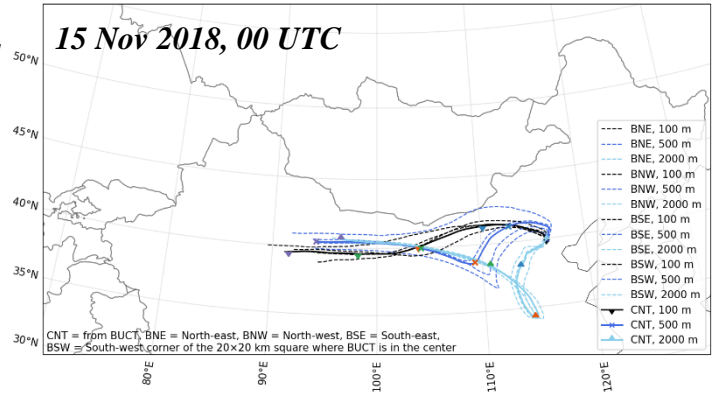 15 Nov 2018, 00 UTC
50°N
45°N
40°N
35°N
30°N
BNE, 100 m
BNE, 500 m
BNE, 2000 m
BNW, 100 m
BNW, 500 m
BNW, 2000 m
BSE, 100 m
BSE, 500 m
BSE, 2000 m
BSW, 100 m
BSW, 500 m
BSW, 2000 m
CNT, 100 m
CNT, 500 m
CNT, 2000 m
CNT = from BUCT, BNE = North-east, BNW = North-west, BSE = South-east,
BSW = South-west corner of the 20×20 km square where BUCT is in the center
80°E
90°E
100°E
110°E
120°E